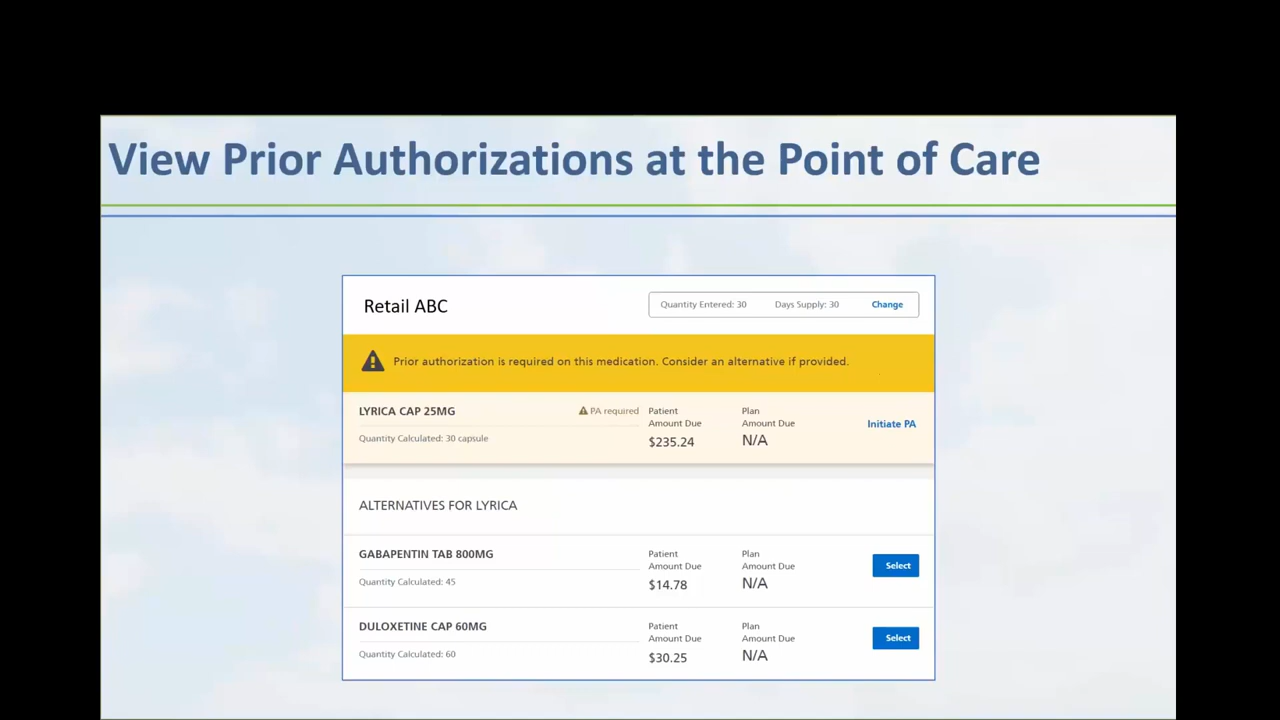 View Prior Authorizations at the Point of Care
Retail ABC
Quantity Entered: 30 Days Supply: 30 Change
Prior authorization is required on this medication. Consider an alternative if provided.
LYRICA CAP 25MG
PA required
Quantity Calculated: 30 capsule
Patient
Amount Due
$235.24
Plan
Amount Due
N/A
Initiate PA
ALTERNATIVES FOR LYRICA
GABAPENTIN TAB 800MG
Quantity Calculated: 45
Patient
Amount Due
$14.78
Plan
Amount Due
N/A
Select
DULOXETINE CAP 60MG
Quantity Calculated: 60
Patient
Amount Due
$30.25
Plan
Amount Due
N/A
Select